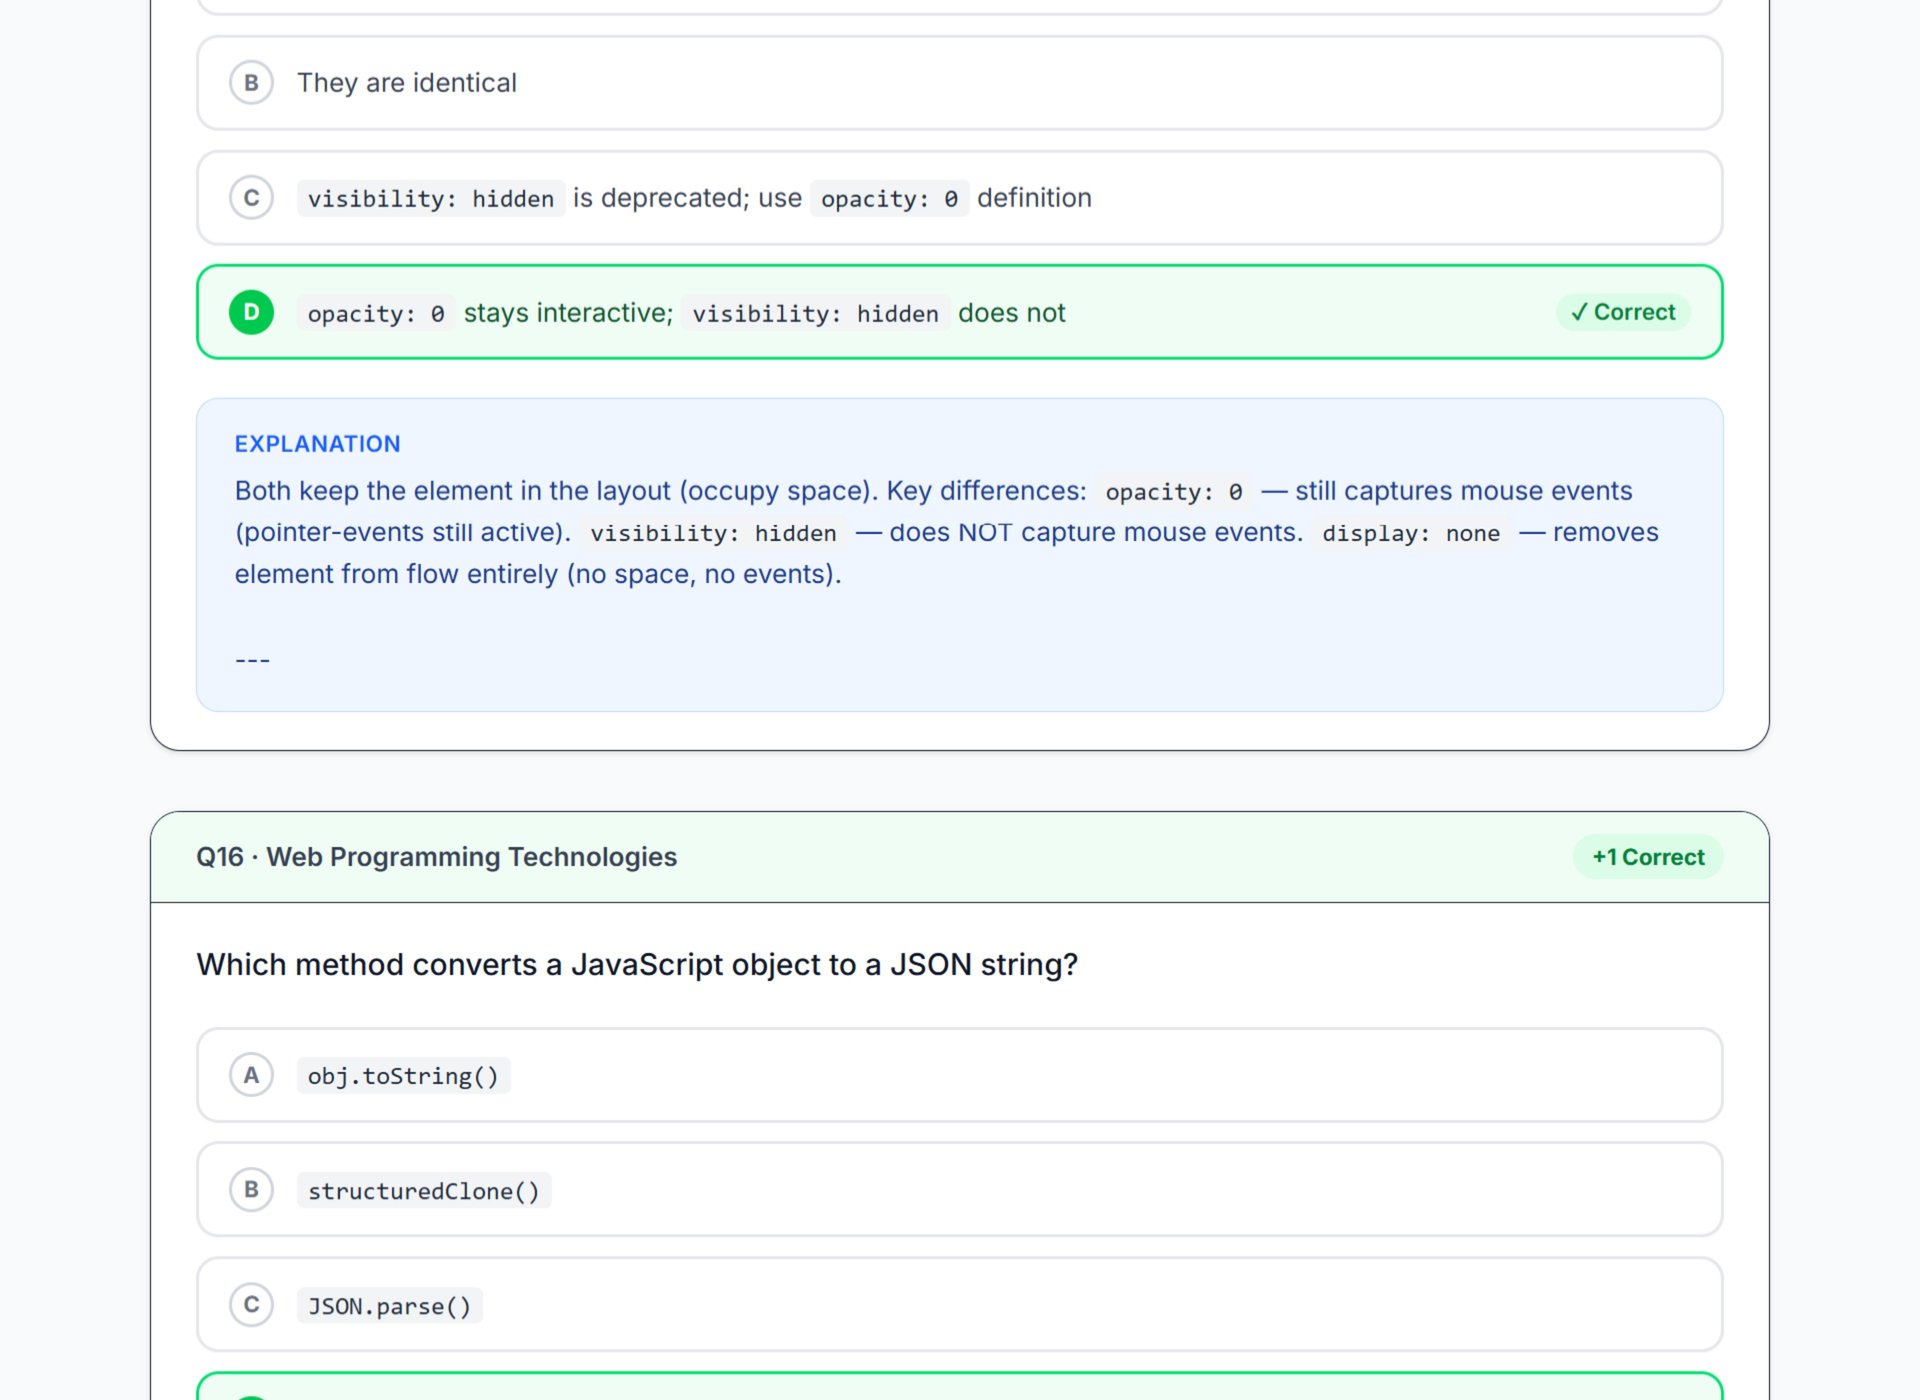 B They are identical
C visibility: hidden is deprecated; use opacity: 0 definition
D opacity: 0 stays interactive; visibility: hidden does not ✓ Correct
EXPLANATION
Both keep the element in the layout (occupy space). Key differences: opacity: 0 — still captures mouse events
(pointer-events still active). visibility: hidden — does NOT capture mouse events. display: none — removes
element from flow entirely (no space, no events).
---
Q16 · Web Programming Technologies +1 Correct
Which method converts a JavaScript object to a JSON string?
A obj.toString()
B structuredClone()
C JSON.parse()